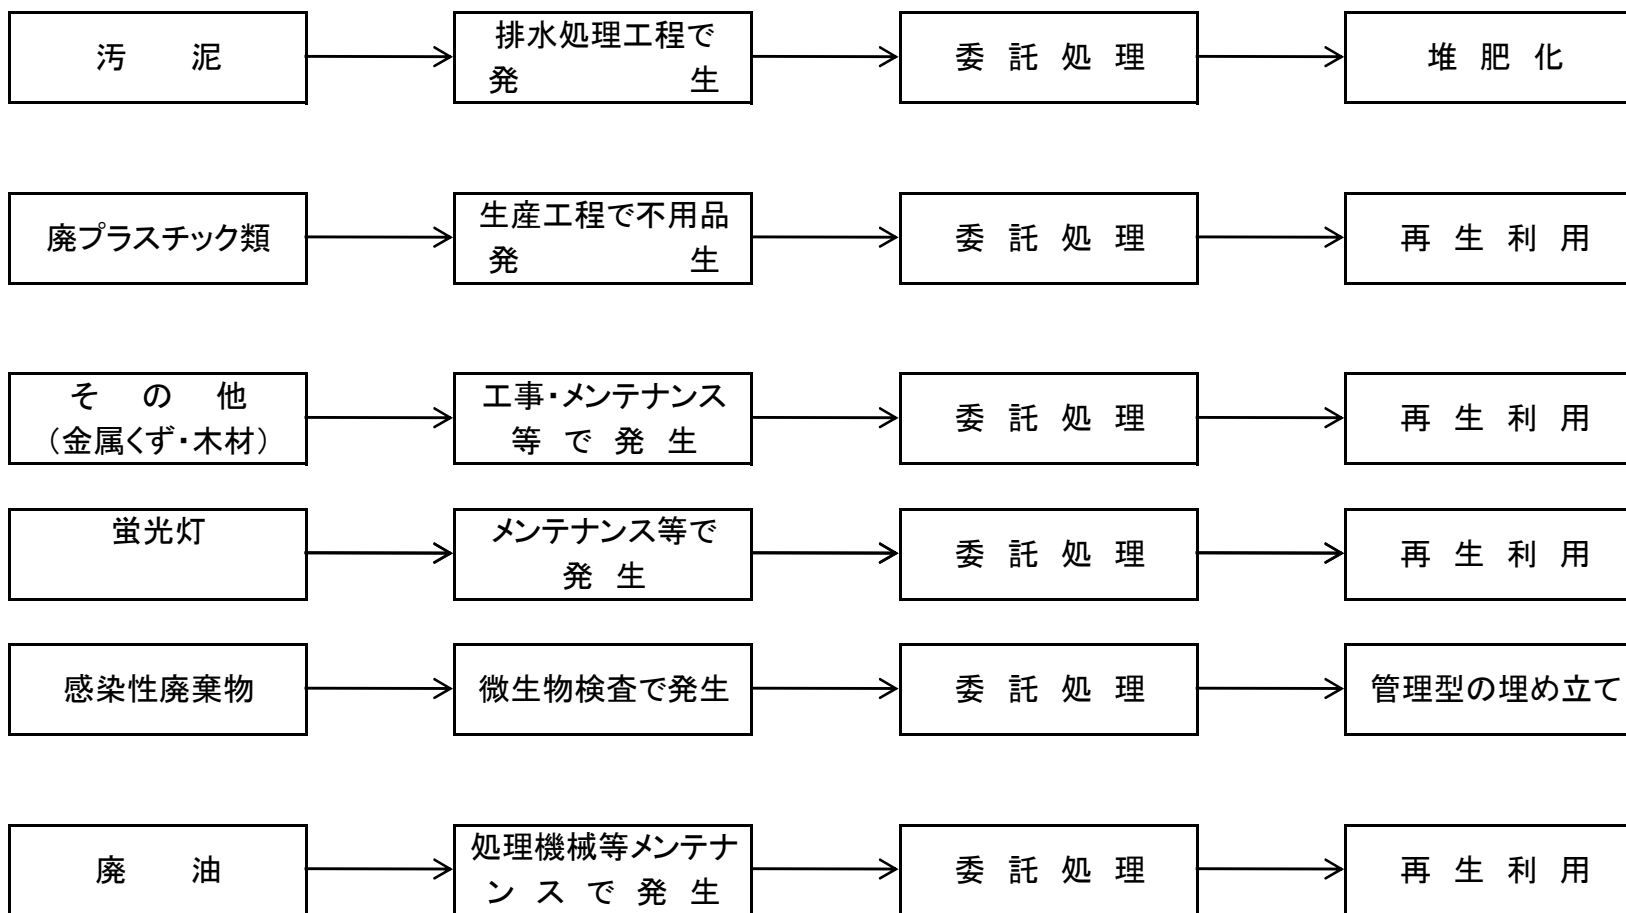 汚 泥
排水処理工程で
発 生
委 託 処 理
堆 肥 化
廃プラスチック類
生産工程で不用品
発 生
委 託 処 理
再 生 利 用
そ の 他
（金属くず・木材）
工事・メンテナンス
等 で 発 生
委 託 処 理
再 生 利 用
蛍光灯
メンテナンス等で
発 生
委 託 処 理
再 生 利 用
感染性廃棄物
微生物検査で発生
委 託 処 理
管理型の埋め立て
廃 油
処理機械等メンテナ
ン ス で 発 生
委 託 処 理
再 生 利 用